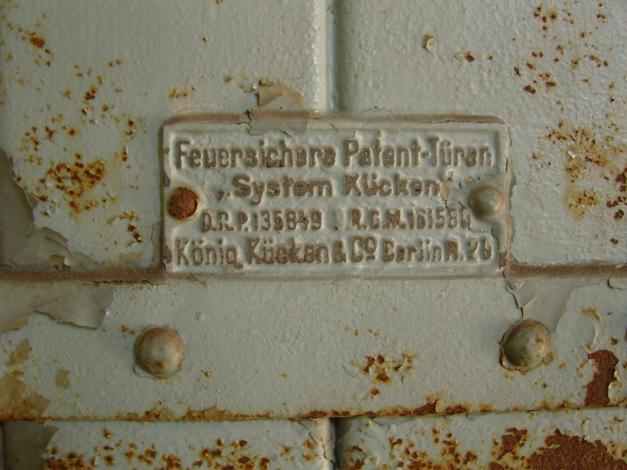 Feuersichere Patent-Türen
„System Kücken“
D.R.P. 135849. R.G.M. 161580
König, Kücken & Co Berlin N. 26